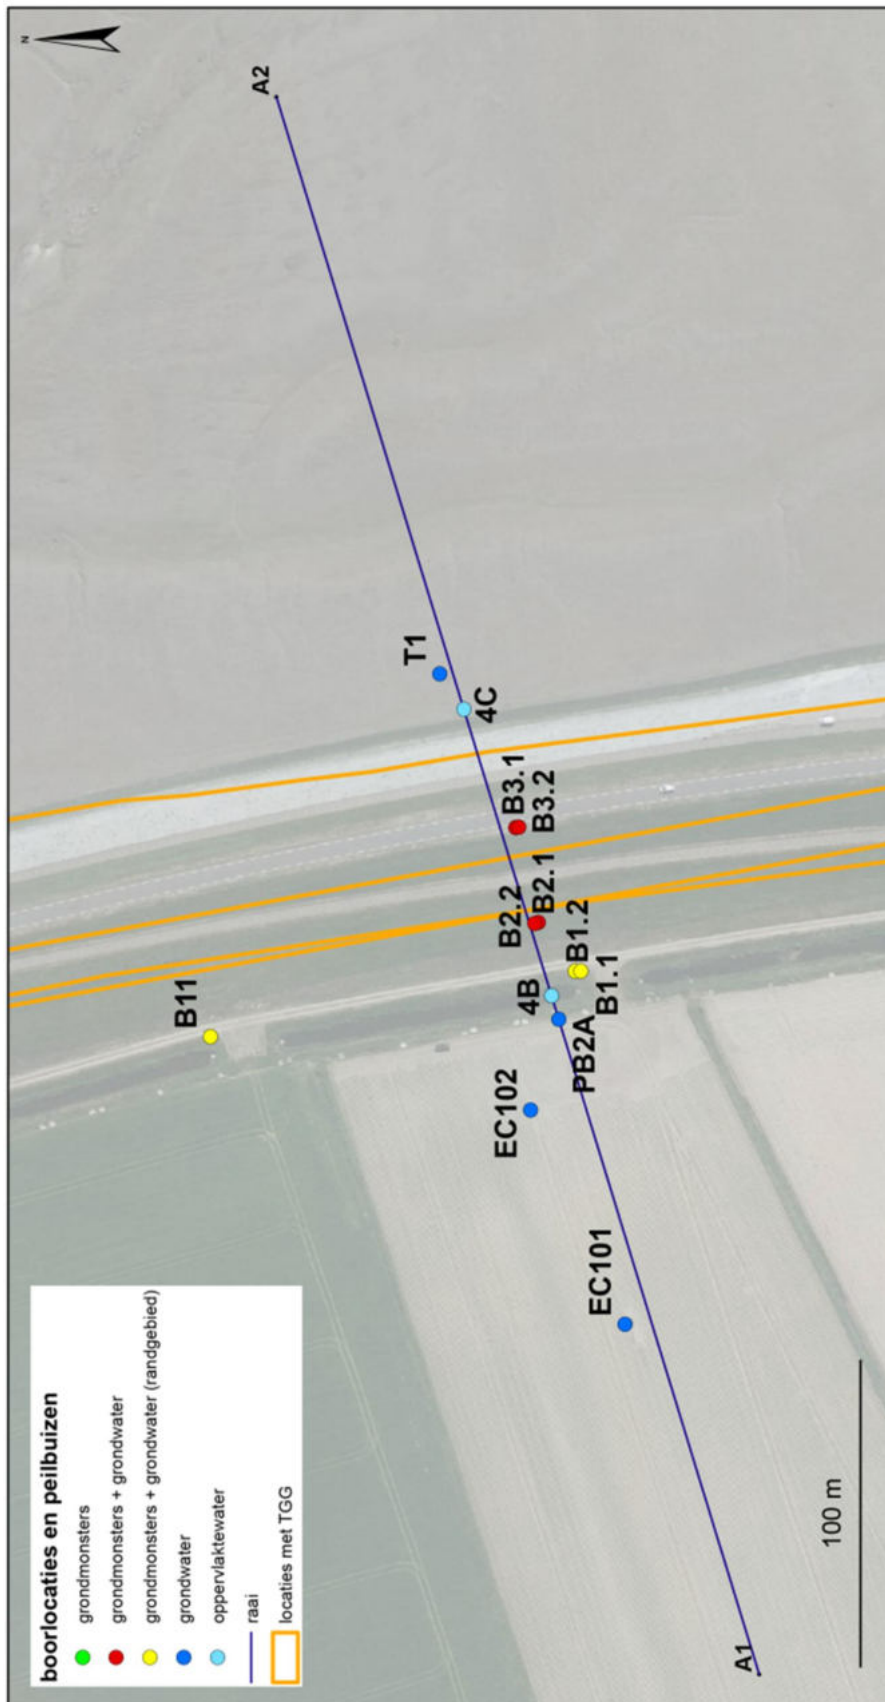 boorlocaties en peilbuizen
grondmonsters
grondmonsters + grondwater
grondmonsters + grondwater (randgebied)
grondwater
oppervlaktewater
raai
locaties met TGG
N
A2
T1
4C
B3.1
B3.2
B2.2
B2.1
B1.2
B1.1
B11
4B
PB2A
EC102
EC101
A1
100 m